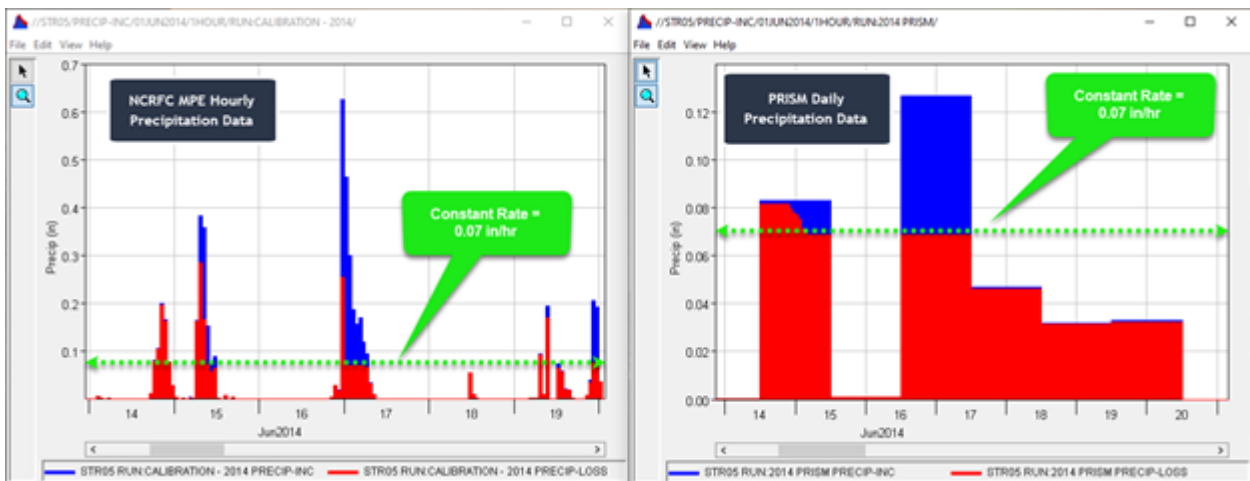 //STR05/PRECIP-INC/01JUN2014/1HOUR/RUN:CALIBRATION - 2014/
File Edit View Help
NCRFC MPE Hourly
Precipitation Data
Constant Rate =
0.07 in/hr
Precip (in)
0.7
0.6
0.5
0.4
0.3
0.2
0.1
14 15 16 17 18 19
Jun2014
STR05 RUN:CALIBRATION - 2014 PRECIP-INC STR05 RUN:CALIBRATION - 2014 PRECIP-LOSS
//STR05/PRECIP-INC/01JUN2014/1HOUR/RUN:2014 PRISM/
File Edit View Help
PRISM Daily
Precipitation Data
Constant Rate =
0.07 in/hr
Precip (in)
0.12
0.10
0.08
0.06
0.04
0.02
0.00
14 15 16 17 18 19 20
Jun2014
STR05 RUN:2014 PRISM PRECIP-INC STR05 RUN:2014 PRISM PRECIP-LOSS